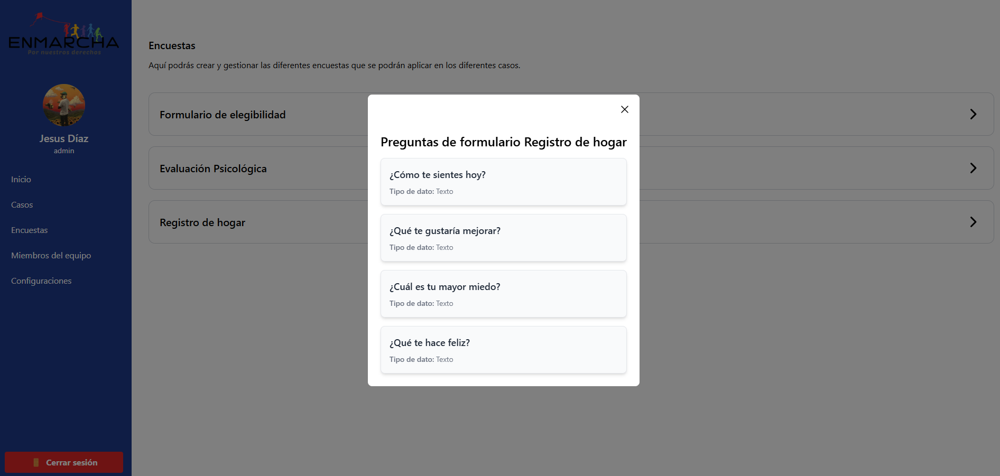 ENMARCHA
Por nuestros derechos
Jesus Díaz
admin
Inicio
Casos
Encuestas
Miembros del equipo
Configuraciones
Cerrar sesión
Encuestas
Aquí podrás crear y gestionar las diferentes encuestas que se podrán aplicar en los diferentes casos.
Formulario de elegibilidad
Evaluación Psicológica
Registro de hogar
Preguntas de formulario Registro de hogar
¿Cómo te sientes hoy?
Tipo de dato: Texto
¿Qué te gustaría mejorar?
Tipo de dato: Texto
¿Cuál es tu mayor miedo?
Tipo de dato: Texto
¿Qué te hace feliz?
Tipo de dato: Texto